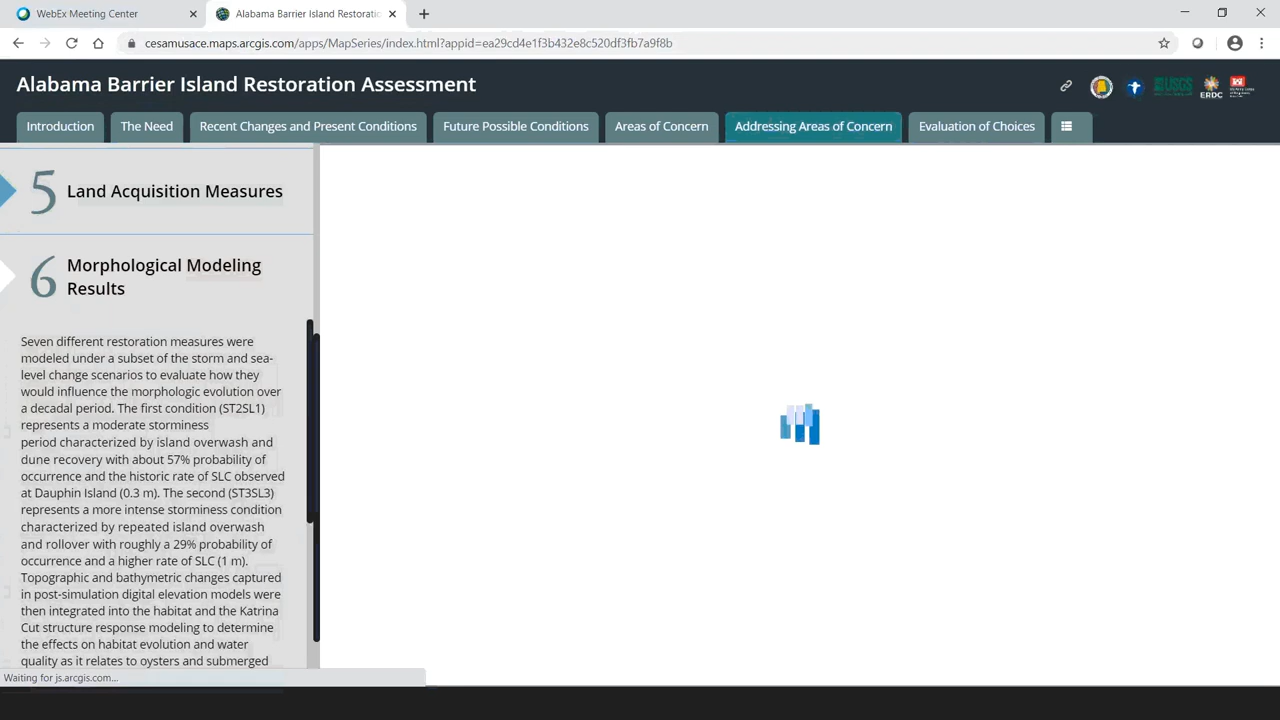 WebEx Meeting Center
Alabama Barrier Island Restoratio
cesamusace.maps.arcgis.com/apps/MapSeries/index.html?appid=ea29cd4e1f3b432e8c520df3fb7a9f8b
Alabama Barrier Island Restoration Assessment
USGS
ERDC
Introduction
The Need
Recent Changes and Present Conditions
Future Possible Conditions
Areas of Concern
Addressing Areas of Concern
Evaluation of Choices
5 Land Acquisition Measures
6 Morphological Modeling
Results
Seven different restoration measures were
modeled under a subset of the storm and sea-
level change scenarios to evaluate how they
would influence the morphologic evolution over
a decadal period. The first condition (ST2SL1)
represents a moderate storminess
period characterized by island overwash and
dune recovery with about 57% probability of
occurrence and the historic rate of SLC observed
at Dauphin Island (0.3 m). The second (ST3SL3)
represents a more intense storminess condition
characterized by repeated island overwash
and rollover with roughly a 29% probability of
occurrence and a higher rate of SLC (1 m).
Topographic and bathymetric changes captured
in post-simulation digital elevation models were
then integrated into the habitat and the Katrina
Cut structure response modeling to determine
the effects on habitat evolution and water
quality as it relates to oysters and submerged
Waiting for js.arcgis.com...